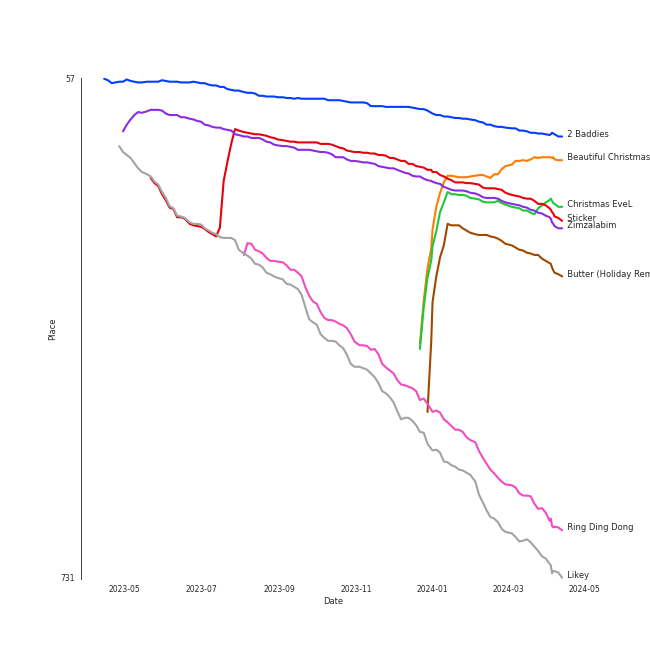 57
2 Baddies
Beautiful Christmas
Christmas EveL
Sticker
Zimzalabim
Butter (Holiday Rem
Place
Ring Ding Dong
731
Likey
2023-05
2023-07
2023-09
2023-11
2024-01
2024-03
2024-05
Date